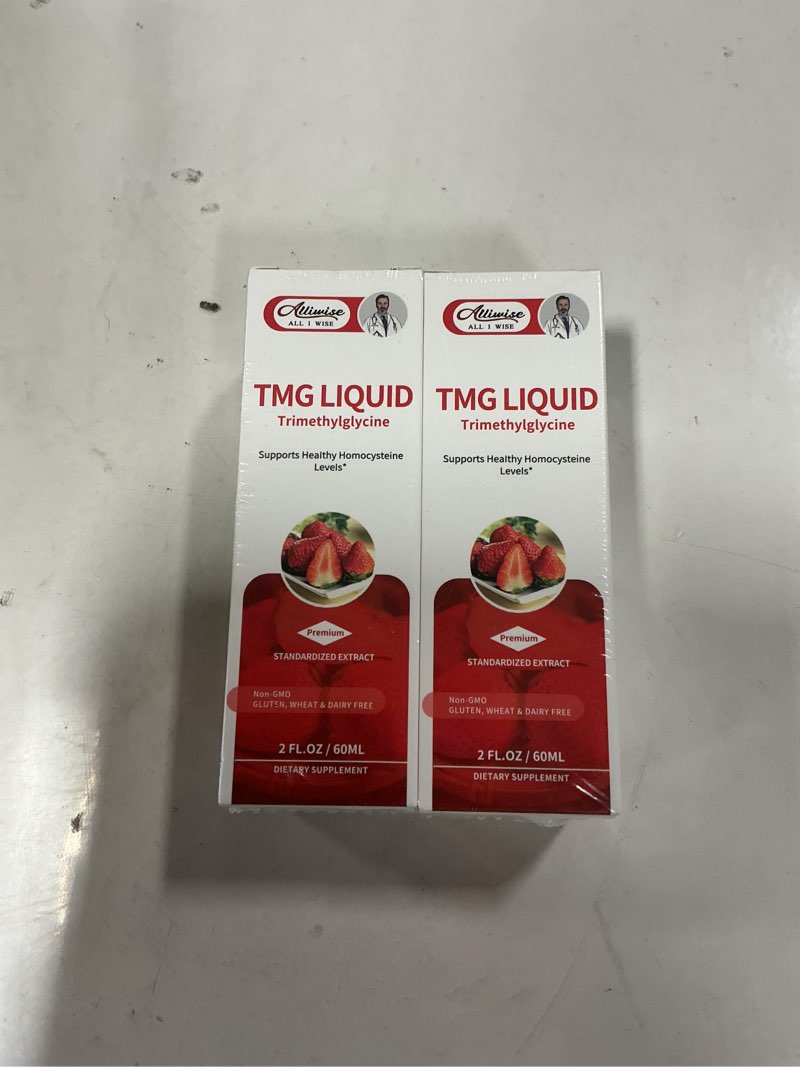 Alliwise
ALL I WISE
TMG LIQUID
Trimethylglycine
Supports Healthy Homocysteine
Levels*
Premium
STANDARDIZED EXTRACT
Non-GMO
GLUTEN, WHEAT & DAIRY FREE
2 FL.OZ / 60ML
DIETARY SUPPLEMENT
Alliwise
ALL I WISE
TMG LIQUID
Trimethylglycine
Supports Healthy Homocysteine
Levels*
Premium
STANDARDIZED EXTRACT
Non-GMO
GLUTEN, WHEAT & DAIRY FREE
2 FL.OZ / 60ML
DIETARY SUPPLEMENT